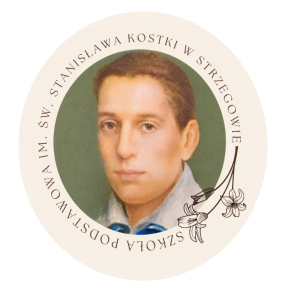 SZKOŁA PODSTAWOWA IM. ŚW. STANISŁAWA KOSTKI W STRZEGOWIE